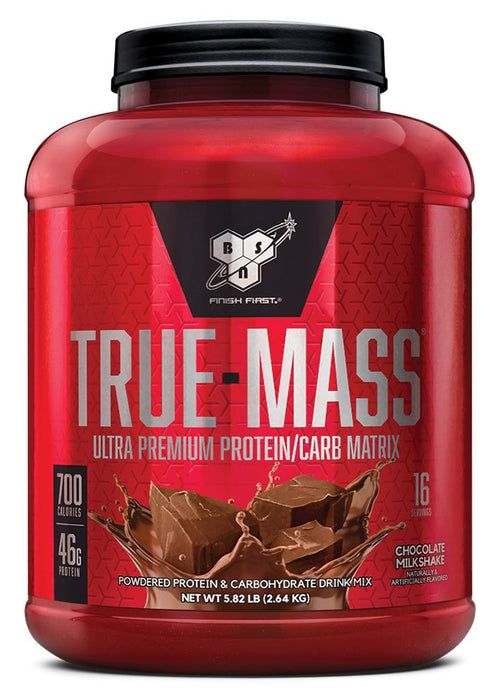 B S
N
FINISH FIRST.®
TRUE-MASS®
ULTRA PREMIUM PROTEIN/CARB MATRIX
700
CALORIES
46G
PROTEIN
16
SERVINGS
CHOCOLATE
MILKSHAKE
NATURALLY &
ARTIFICIALLY FLAVORED
POWDERED PROTEIN & CARBOHYDRATE DRINK MIX
NET WT 5.82 LB (2.64 KG)